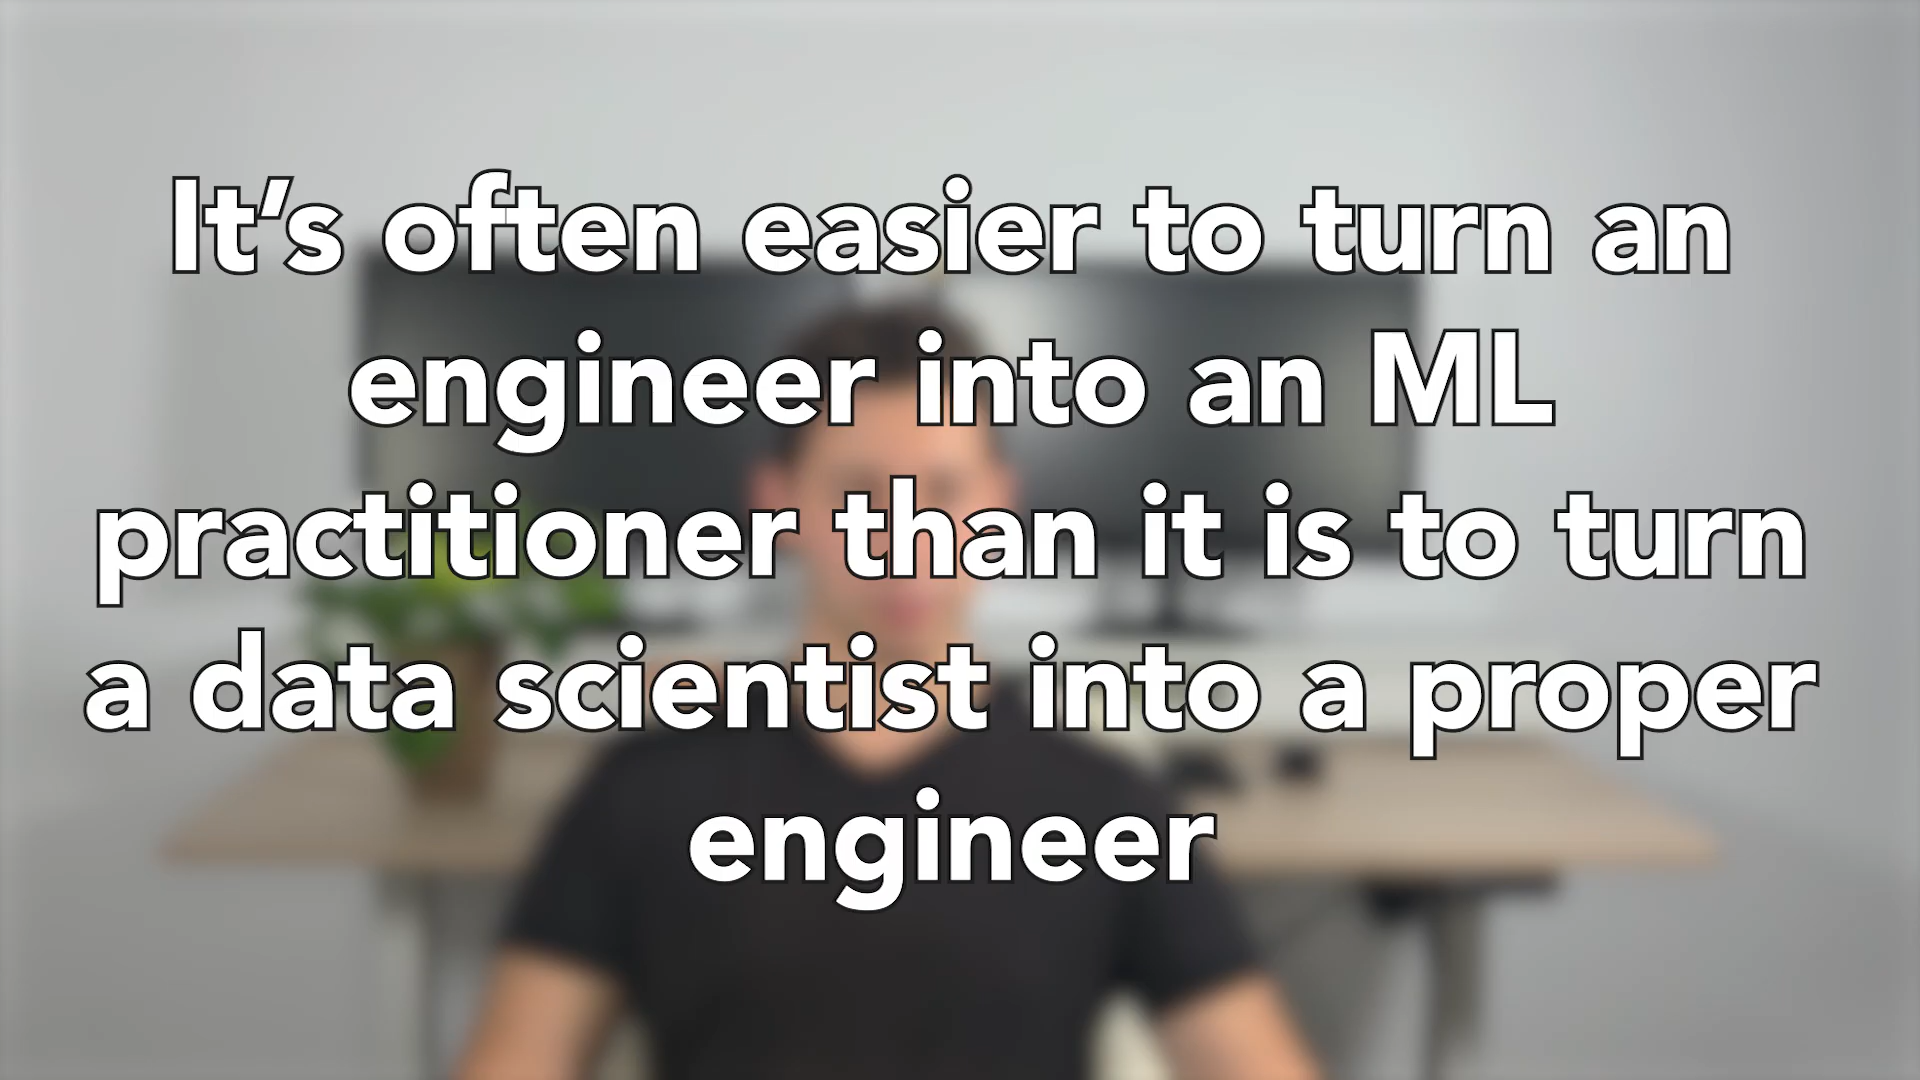 It’s often easier to turn an
engineer into an ML
practitioner than it is to turn
a data scientist into a proper
engineer